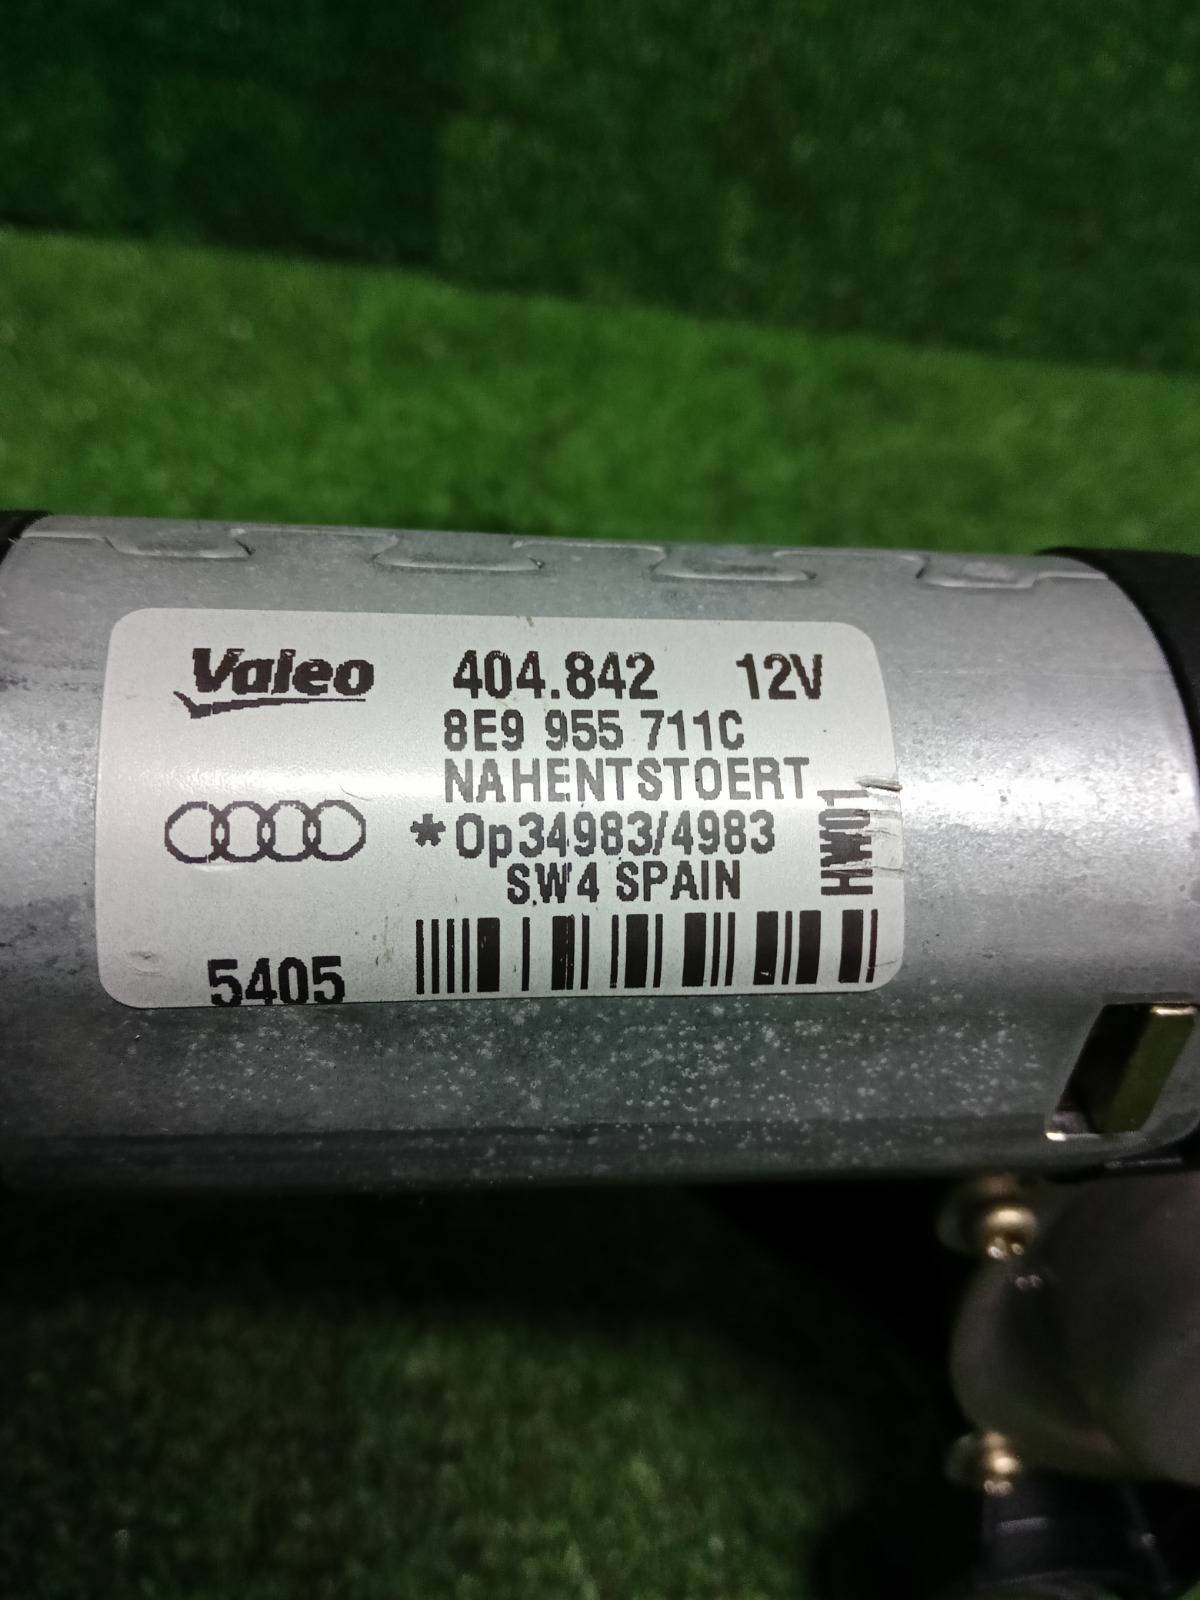 Valeo 404.842 12V
8E9 955 711C
NAHENTSTOERT
*Op34983/4983
SW4 SPAIN
HW01
5405